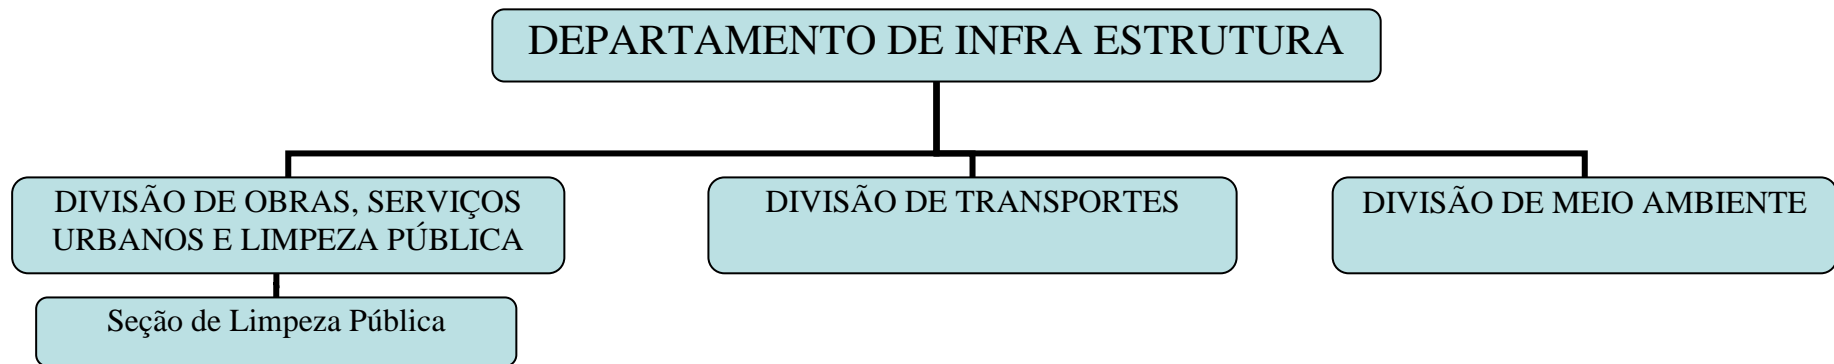 DEPARTAMENTO DE INFRA ESTRUTURA
DIVISÃO DE OBRAS, SERVIÇOS
URBANOS E LIMPEZA PÚBLICA
DIVISÃO DE TRANSPORTES
DIVISÃO DE MEIO AMBIENTE
Seção de Limpeza Pública